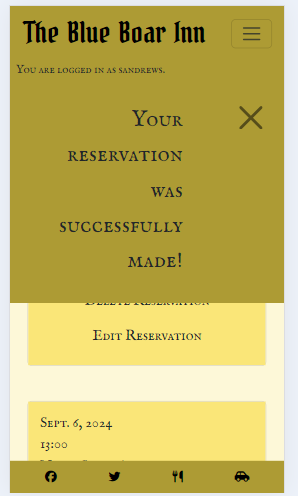 The Blue Boar Inn
You are logged in as sandrews.
Your
reservation
was
successfully
made!
Delete Reservation
Edit Reservation
Sept. 6, 2024
13:00